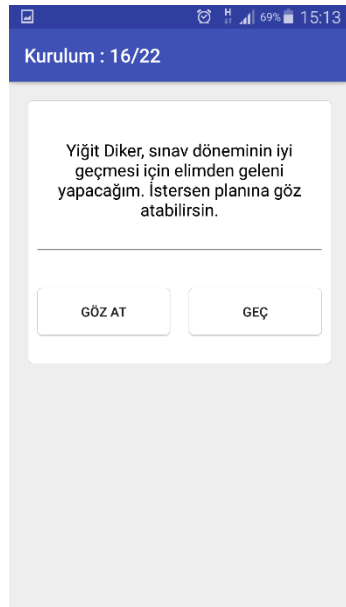 69% 15:13
Kurulum : 16/22
Yiğit Diker, sınav döneminin iyi
geçmesi için elimden geleni
yapacağım. İstersen planına göz
atabilirsin.
GÖZ AT GEÇ